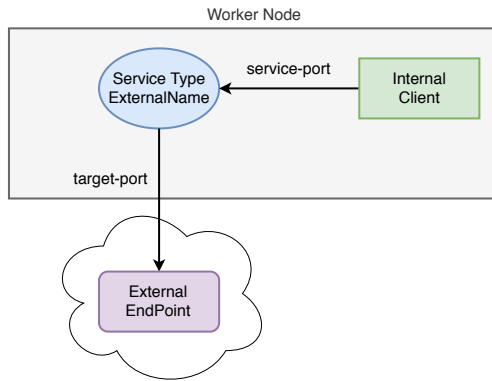 Worker Node
Service Type
ExternalName
service-port
Internal
Client
target-port
External
EndPoint